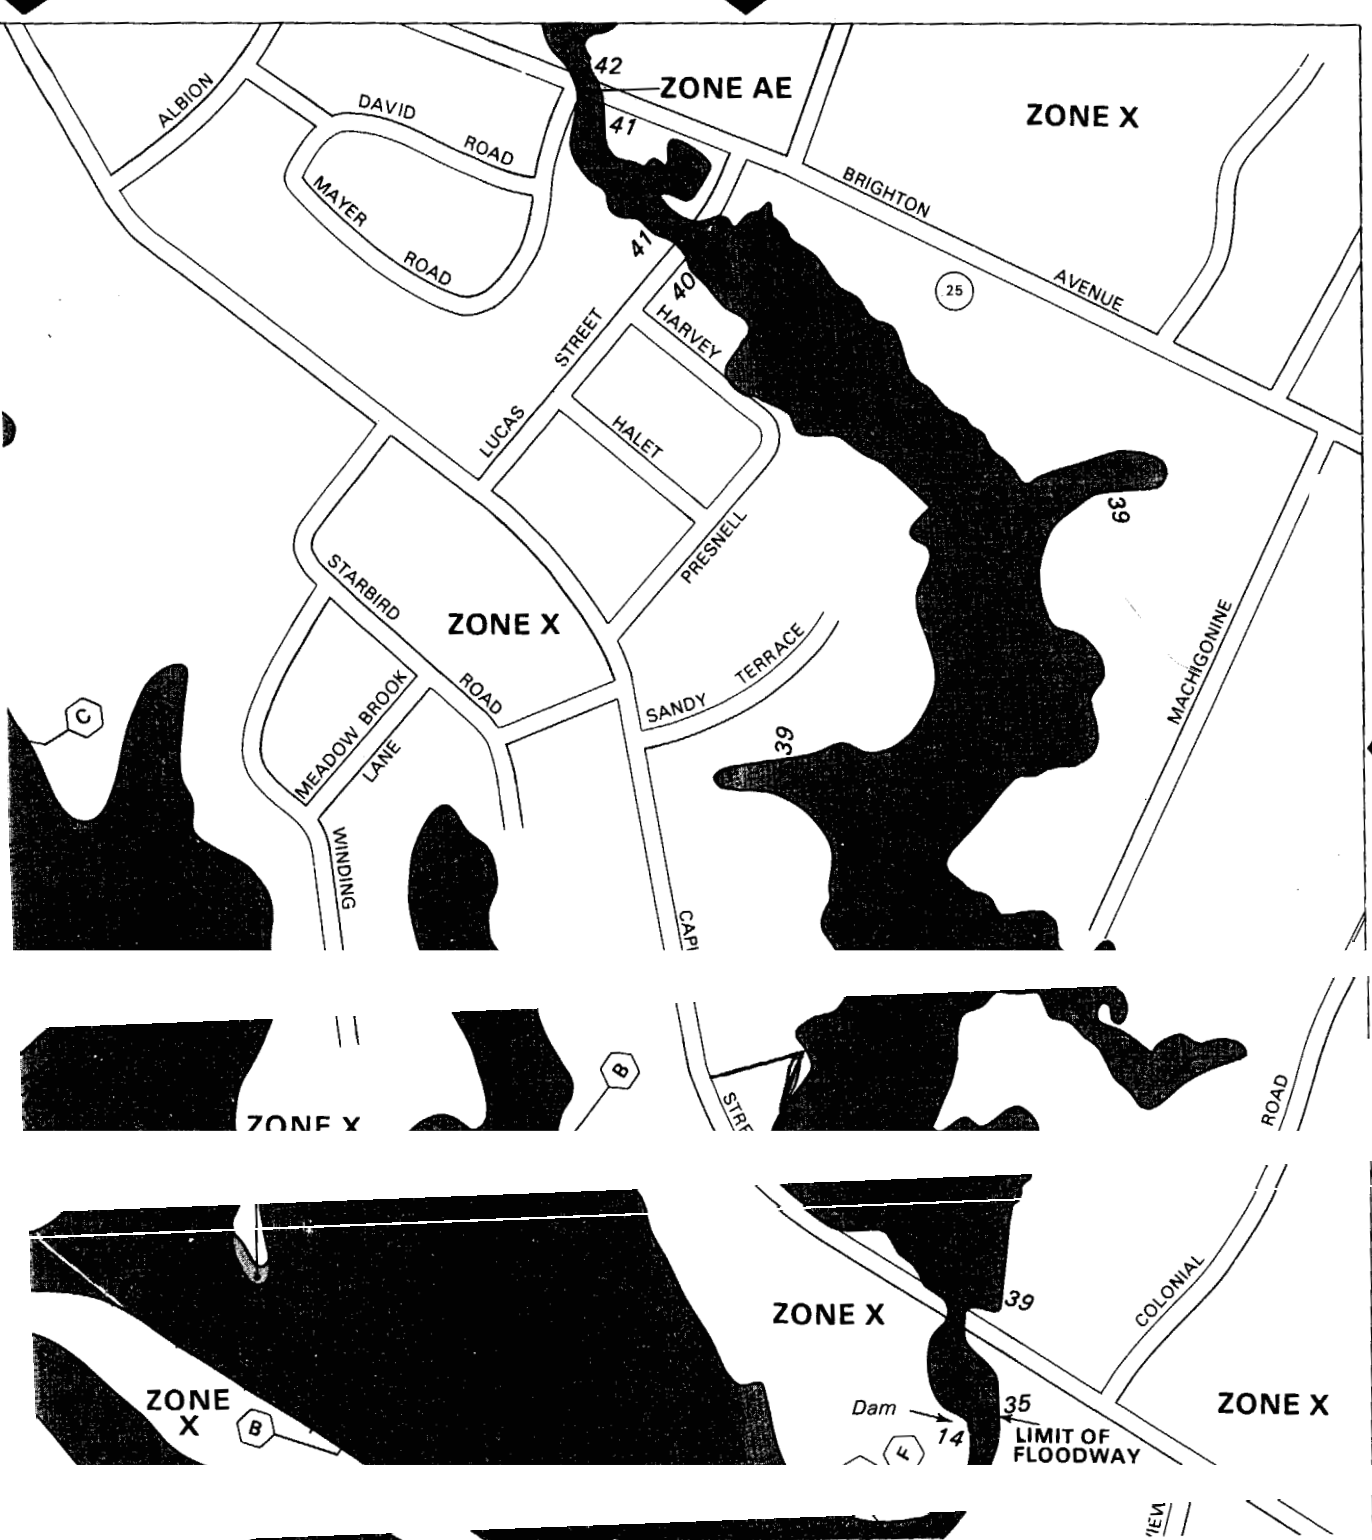 42
ZONE AE
ZONE X
ALBION
DAVID
ROAD
41
MAYER
ROAD
BRIGHTON
AVENUE
25
41
40
HARVEY
STREET
LUCAS
HALET
PRESNELL
39
STARBIRD
ROAD
ZONE X
MACHIGONINE
SANDY TERRACE
MEADOW BROOK
LANE
C
39
WINDING
CAPI
B
ZONE X
STRE
ROAD
ZONE X
39
COLONIAL
ZONE
X
B
ZONE X
Dam
35
14
LIMIT OF
FLOODWAY
F